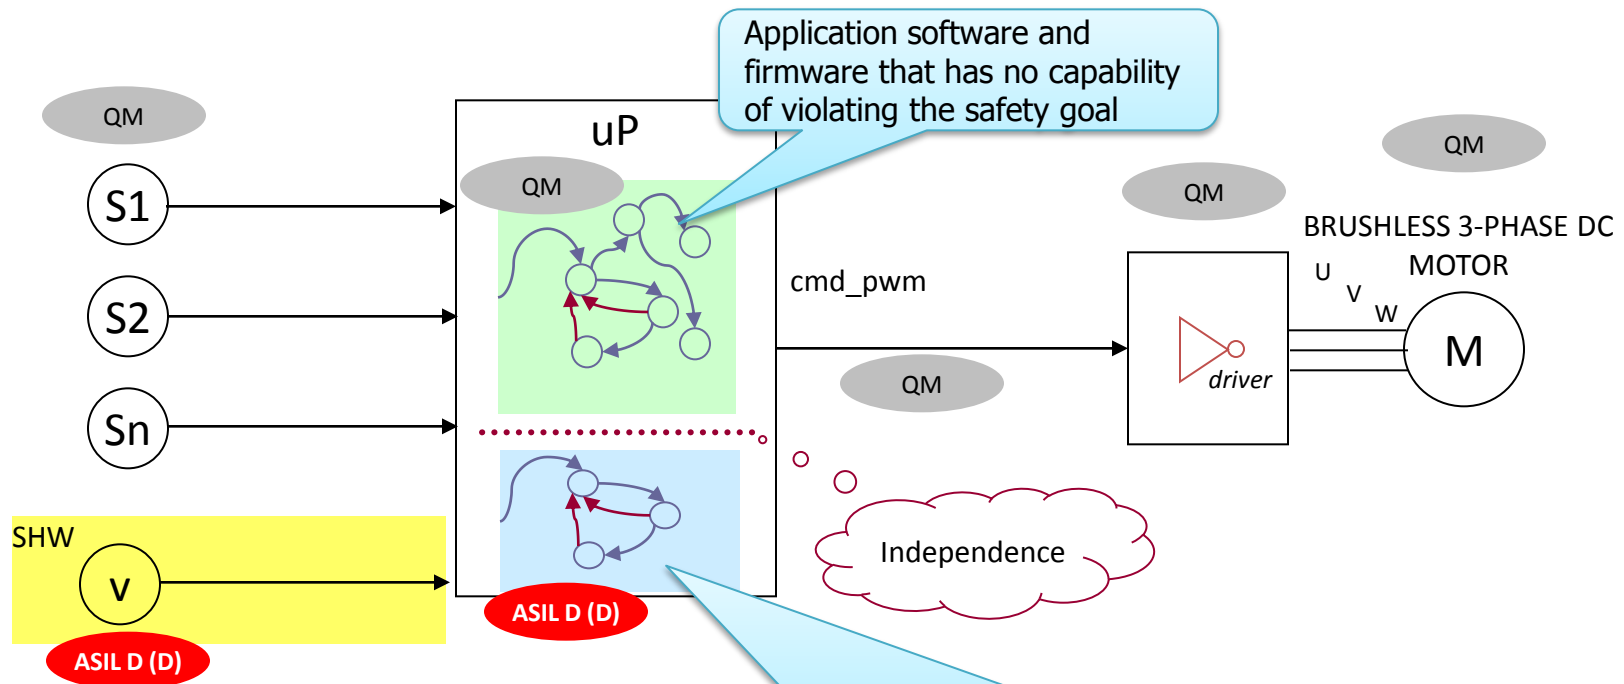 Application software and
firmware that has no capability
of violating the safety goal
QM
uP
QM
QM
QM
S1
S2
Sn
cmd_pwm
QM
driver
BRUSHLESS 3-PHASE DC
MOTOR
U
V
W
M
SHW
v
ASIL D (D)
ASIL D (D)
Independence